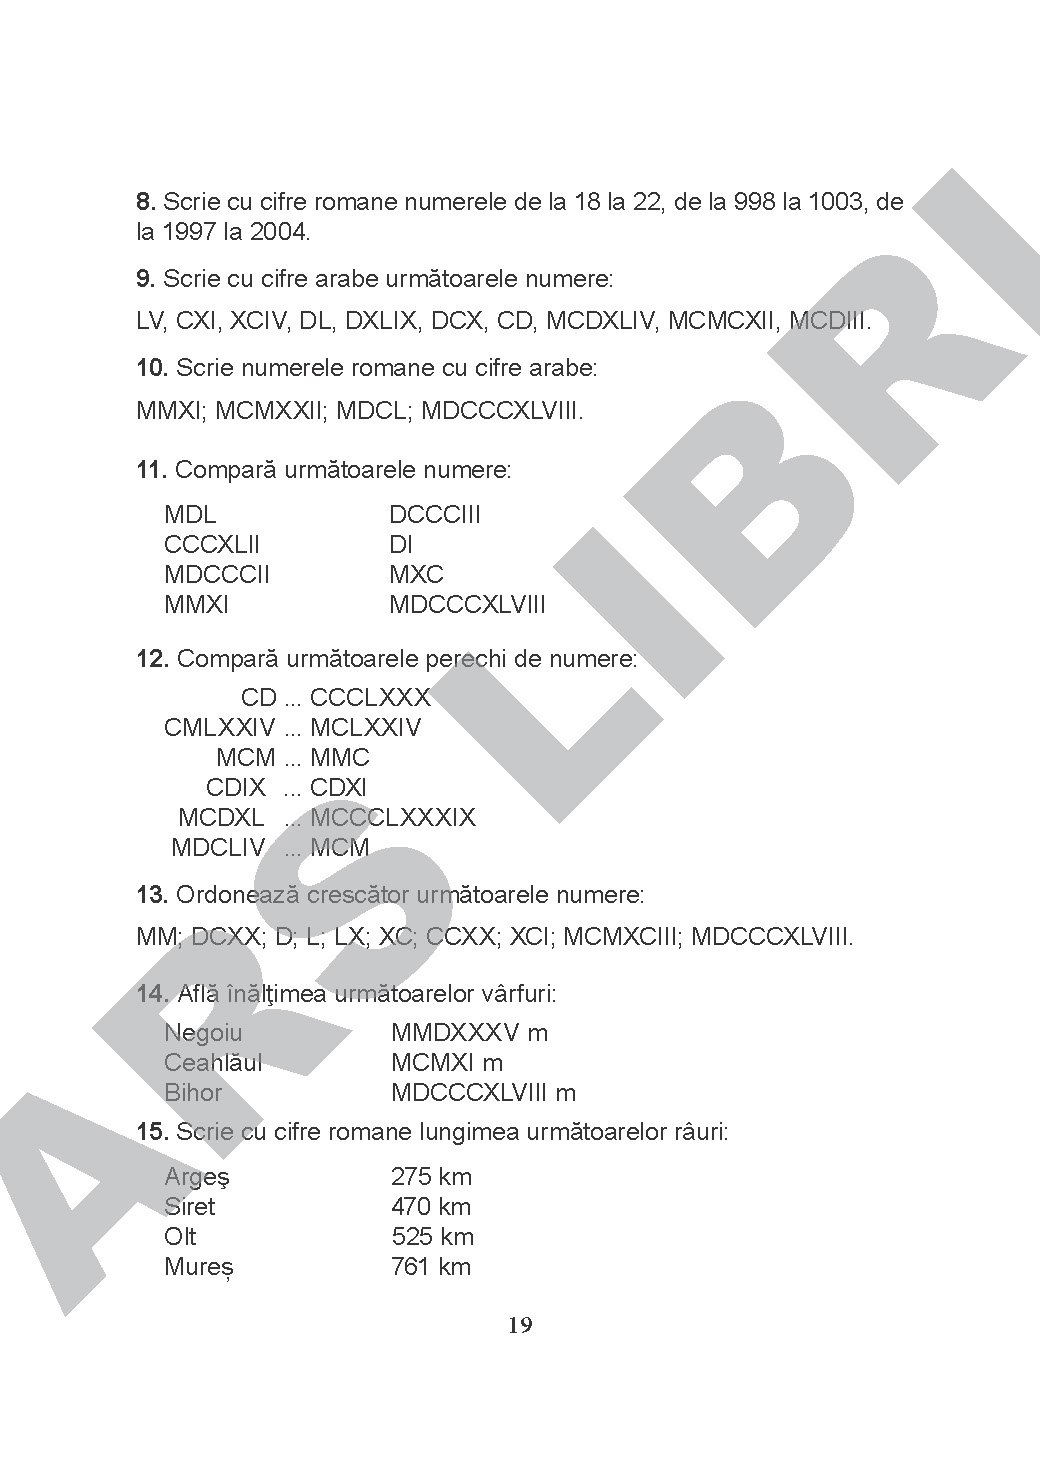 8. Scrie cu cifre romane numerele de la 18 la 22, de la 998 la 1003, de
la 1997 la 2004.
9. Scrie cu cifre arabe următoarele numere:
LV, CXI, XCIV, DL, DXLIX, DCX, CD, MCDXLIV, MCMCXII, MCDIII.
10. Scrie numerele romane cu cifre arabe:
MMXI; MCMXXII; MDCL; MDCCCXLVIII.
11. Compară următoarele numere:
MDL DCCCIII
CCCXLII DI
MDCCCII MXC
MMXI MDCCCXLVIII
12. Compară următoarele perechi de numere:
CD ... CCCLXXX
CMLXXIV ... MCLXXIV
MCM ... MMC
CDIX ... CDXI
MCDXL ... MCCCLXXXIX
MDCLIV ... MCM
13. Ordonează crescător următoarele numere:
MM; DCXX; D; L; LX; XC; CCXX; XCI; MCMXCIII; MDCCCXLVIII.
14. Află înălţimea următoarelor vârfuri:
Negoiu MMDXXXV m
Ceahlăul MCMXI m
Bihor MDCCCXLVIII m
15. Scrie cu cifre romane lungimea următoarelor râuri:
Argeş 275 km
Siret 470 km
Olt 525 km
Mureș 761 km
19
ARS LIBRI